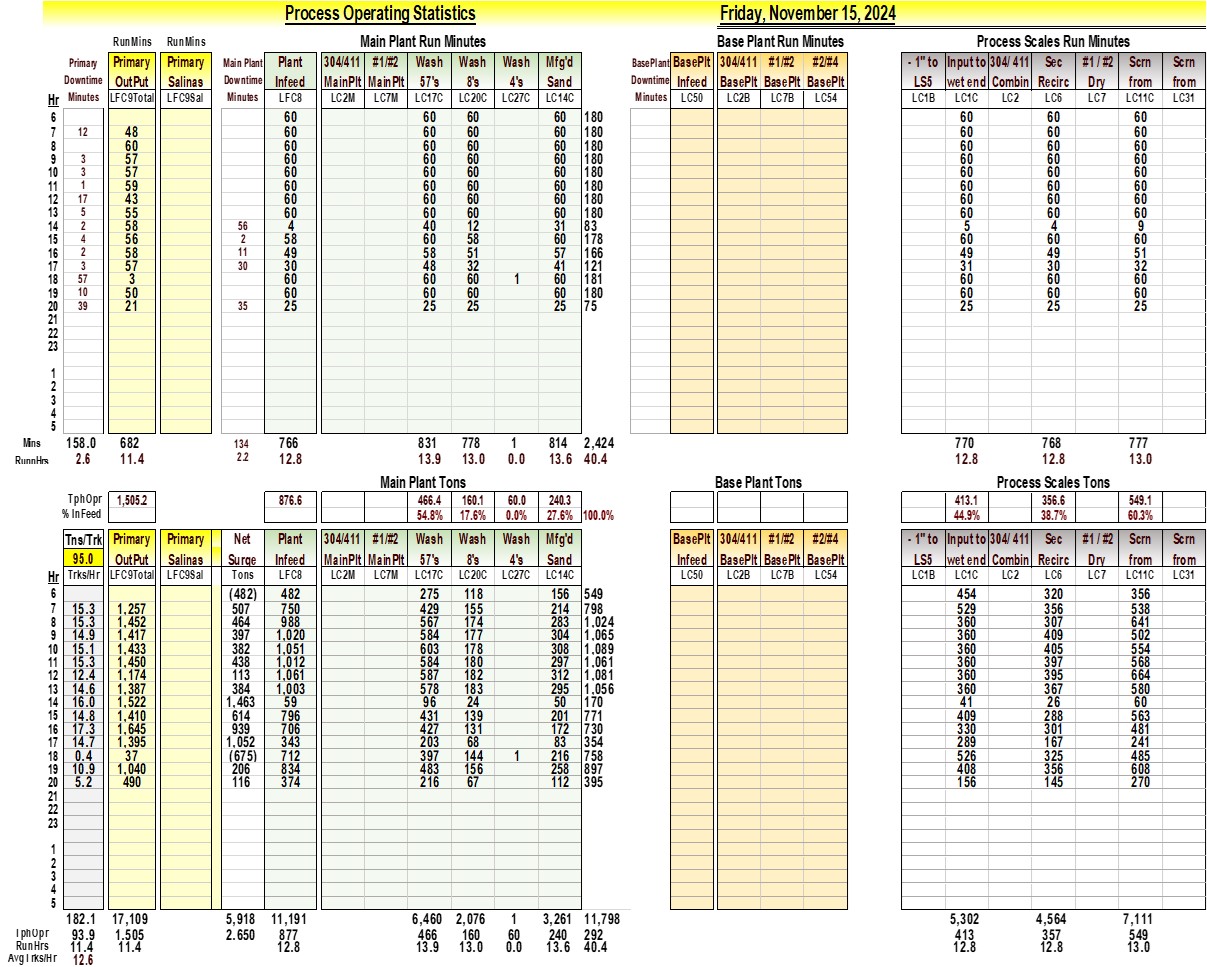 Process Operating Statistics Friday, November 15, 2024
RunMins RunMins Main Plant Run Minutes Base Plant Run Minutes Process Scales Run Minutes
Primary Primary Primary Main Plant Plant 304/411 #1/#2 Wash Wash Wash Mfg'd BasePlant BasePlt 304/411 #1/#2 #2/#4 - 1" to Input to 304/ 411 Sec #1 / #2 Scrn Scrn
Downtime OutPut Salinas Downtime Infeed MainPlt MainPlt 57's 8's 4's Sand Downtime Infeed BasePlt BasePlt BasePlt LS5 wet end Combin Recirc Dry from from
Hr Minutes LFC9Total LFC9Sal Minutes LFC8 LC2M LC7M LC17C LC20C LC27C LC14C Minutes LC50 LC2B LC7B LC54 LC1B LC1C LC2 LC6 LC7 LC11C LC31
6 60 60 60 60 180 60 60 60
7 12 48 60 60 60 60 180 60 60 60
8 60 60 60 60 60 180 60 60 60
9 3 57 60 60 60 60 180 60 60 60
10 3 57 60 60 60 60 180 60 60 60
11 1 59 60 60 60 60 180 60 60 60
12 17 43 60 60 60 60 180 60 60 60
13 5 55 60 60 60 60 180 60 60 60
14 2 58 56 4 40 12 31 83 5 4 9
15 4 56 2 58 60 58 60 178 60 60 60
16 2 58 11 49 58 51 57 166 49 49 51
17 3 57 30 30 48 32 41 121 31 30 32
18 57 3 60 60 60 1 60 181 60 60 60
19 10 50 60 60 60 60 180 60 60 60
20 39 21 35 25 25 25 25 75 25 25 25
21
22
23
1
2
3
4
5
Mins 158.0 682 134 766 831 778 1 814 2,424 770 768 777
RunnHrs 2.6 11.4 2.2 12.8 13.9 13.0 0.0 13.6 40.4 12.8 12.8 13.0
Main Plant Tons Base Plant Tons Process Scales Tons
TphOpr 1,505.2 876.6 466.4 160.1 60.0 240.3 413.1 356.6 549.1
% InFeed 54.8% 17.6% 0.0% 27.6% 100.0% 44.9% 38.7% 60.3%
Tns/Trk Primary Primary Net Plant 304/411 #1/#2 Wash Wash Wash Mfg'd BasePlt 304/411 #1/#2 #2/#4 - 1" to Input to 304/ 411 Sec #1 / #2 Scrn Scrn
95.0 OutPut Salinas Surge Infeed MainPlt MainPlt 57's 8's 4's Sand Infeed BasePlt BasePlt BasePlt LS5 wet end Combin Recirc Dry from from
Hr Trks/Hr LFC9Total LFC9Sal Tons LFC8 LC2M LC7M LC17C LC20C LC27C LC14C LC50 LC2B LC7B LC54 LC1B LC1C LC2 LC6 LC7 LC11C LC31
6 (482) 482 275 118 156 549 454 320 356
7 15.3 1,257 507 750 429 155 214 798 529 356 538
8 15.3 1,452 464 988 567 174 283 1,024 360 307 641
9 14.9 1,417 397 1,020 584 177 304 1,065 360 409 502
10 15.1 1,433 382 1,051 603 178 308 1,089 360 405 554
11 15.3 1,450 438 1,012 584 180 297 1,061 360 397 568
12 12.4 1,174 113 1,061 587 182 312 1,081 360 395 664
13 14.6 1,387 384 1,003 578 183 295 1,056 360 367 580
14 16.0 1,522 1,463 59 96 24 50 170 41 26 60
15 14.8 1,410 614 796 431 139 201 771 409 288 563
16 17.3 1,645 939 706 427 131 172 730 330 301 481
17 14.7 1,395 1,052 343 203 68 83 354 289 167 241
18 0.4 37 (675) 712 397 144 1 216 758 526 325 485
19 10.9 1,040 206 834 483 156 258 897 408 356 608
20 5.2 490 116 374 216 67 112 395 156 145 270
21
22
23
1
2
3
4
5
182.1 17,109 5,918 11,191 6,460 2,076 1 3,261 11,798 5,302 4,564 7,111
TphOpr 93.9 1.505 2.650 877 466 160 60 240 292 413 357 549
RunHrs 11.4 11.4 12.8 13.9 13.0 0.0 13.6 40.4 12.8 12.8 13.0
AvgTrks/Hr 12.6